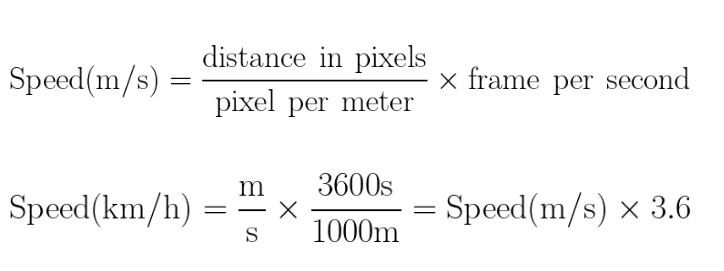 Speed(m/s) = distance in pixels / pixel per meter × frame per second
Speed(km/h) = m / s × 3600s / 1000m = Speed(m/s) × 3.6